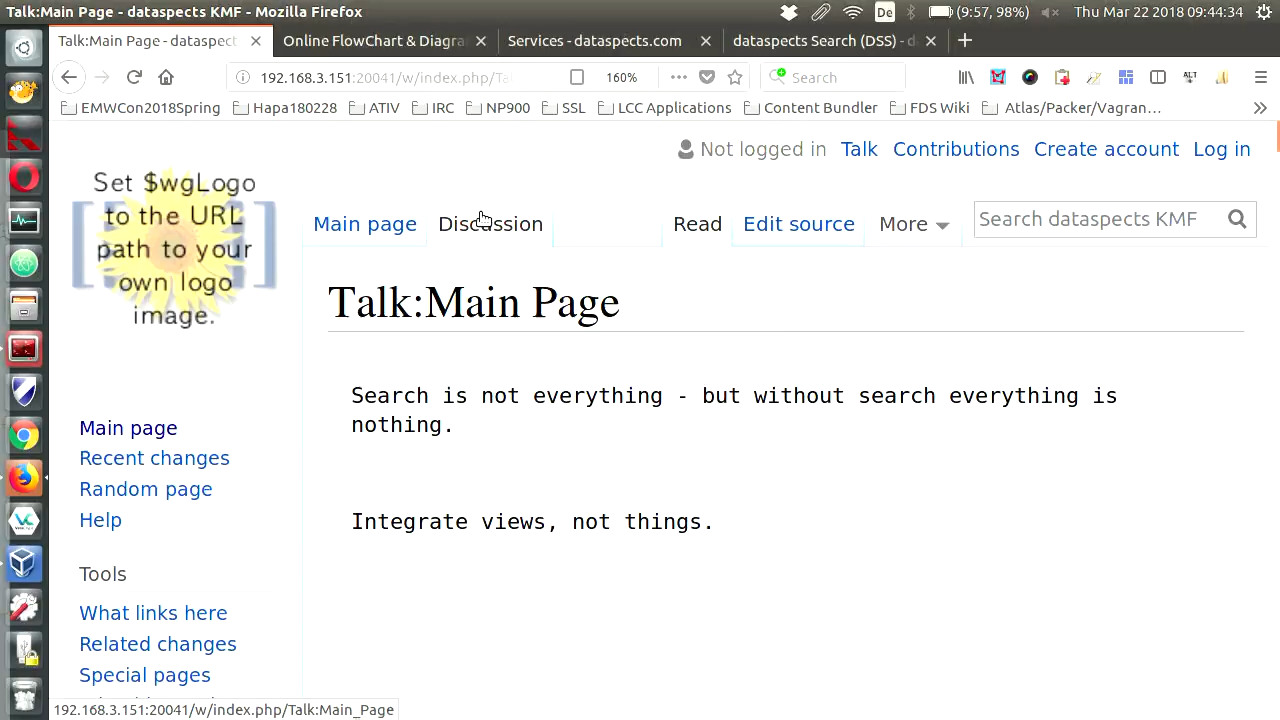 Talk:Main Page - dataspects KMF - Mozilla Firefox
De
(9:57, 98%)
Thu Mar 22 2018 09:44:34
Talk:Main Page - dataspect
Online FlowChart & Diagra
Services - dataspects.com
dataspects Search (DSS) - d
192.168.3.151:20041/w/index.php/Ta
160%
Search
ALT
EMWCon2018Spring
Hapa180228
ATIV
IRC
NP900
SSL
LCC Applications
Content Bundler
FDS Wiki
Atlas/Packer/Vagran...
Not logged in
Talk
Contributions
Create account
Log in
Set $wgLogo
to the URL
path to your
own logo
image.
Main page
Discussion
Read
Edit source
More
Search dataspects KMF
Talk:Main Page
Search is not everything - but without search everything is
nothing.
Integrate views, not things.
Main page
Recent changes
Random page
Help
Tools
What links here
Related changes
Special pages
192.168.3.151:20041/w/index.php/Talk:Main_Page